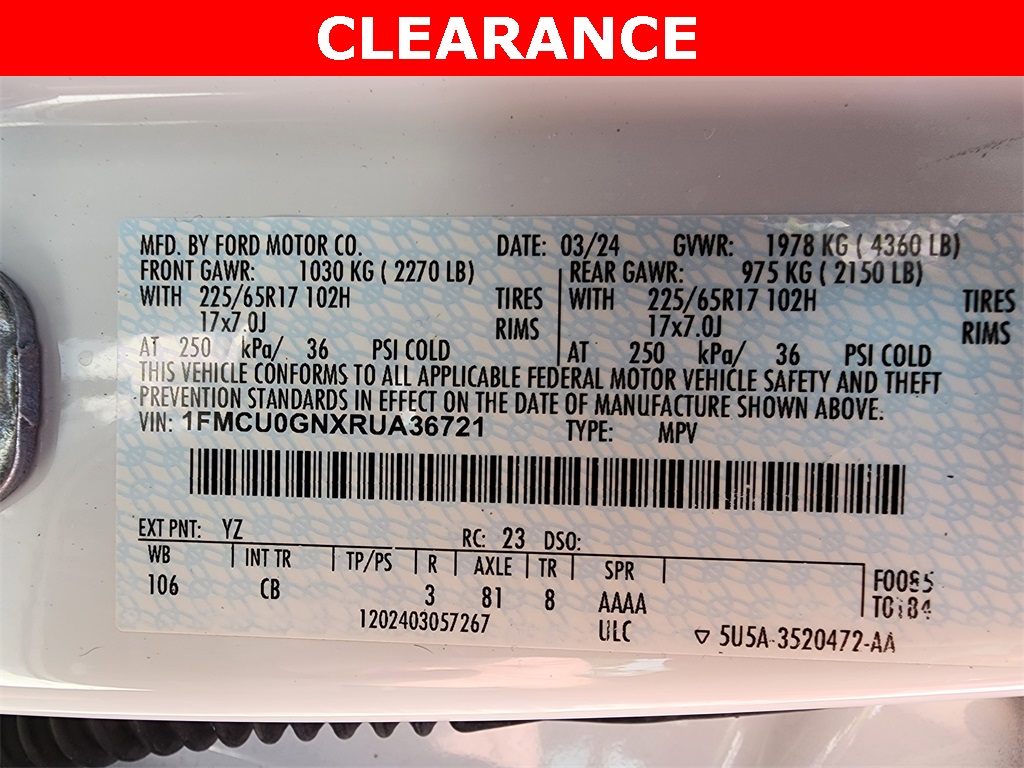 CLEARANCE
MFD. BY FORD MOTOR CO. DATE: 03/24 GVWR: 1978 KG ( 4360 LB)
FRONT GAWR: 1030 KG ( 2270 LB) REAR GAWR: 975 KG ( 2150 LB)
WITH 225/65R17 102H TIRES WITH 225/65R17 102H TIRES
17x7.0J RIMS 17x7.0J RIMS
AT 250 kPa/ 36 PSI COLD AT 250 kPa/ 36 PSI COLD
THIS VEHICLE CONFORMS TO ALL APPLICABLE FEDERAL MOTOR VEHICLE SAFETY AND THEFT
PREVENTION STANDARDS IN EFFECT ON THE DATE OF MANUFACTURE SHOWN ABOVE.
VIN: 1FMCU0GNXRUA36721 TYPE: MPV
EXT PNT: YZ RC: 23 DSO:
WB INT TR TP/PS R AXLE TR SPR
106 CB 3 81 8 AAAA
1202403057267 ULC
5U5A-3520472-AA